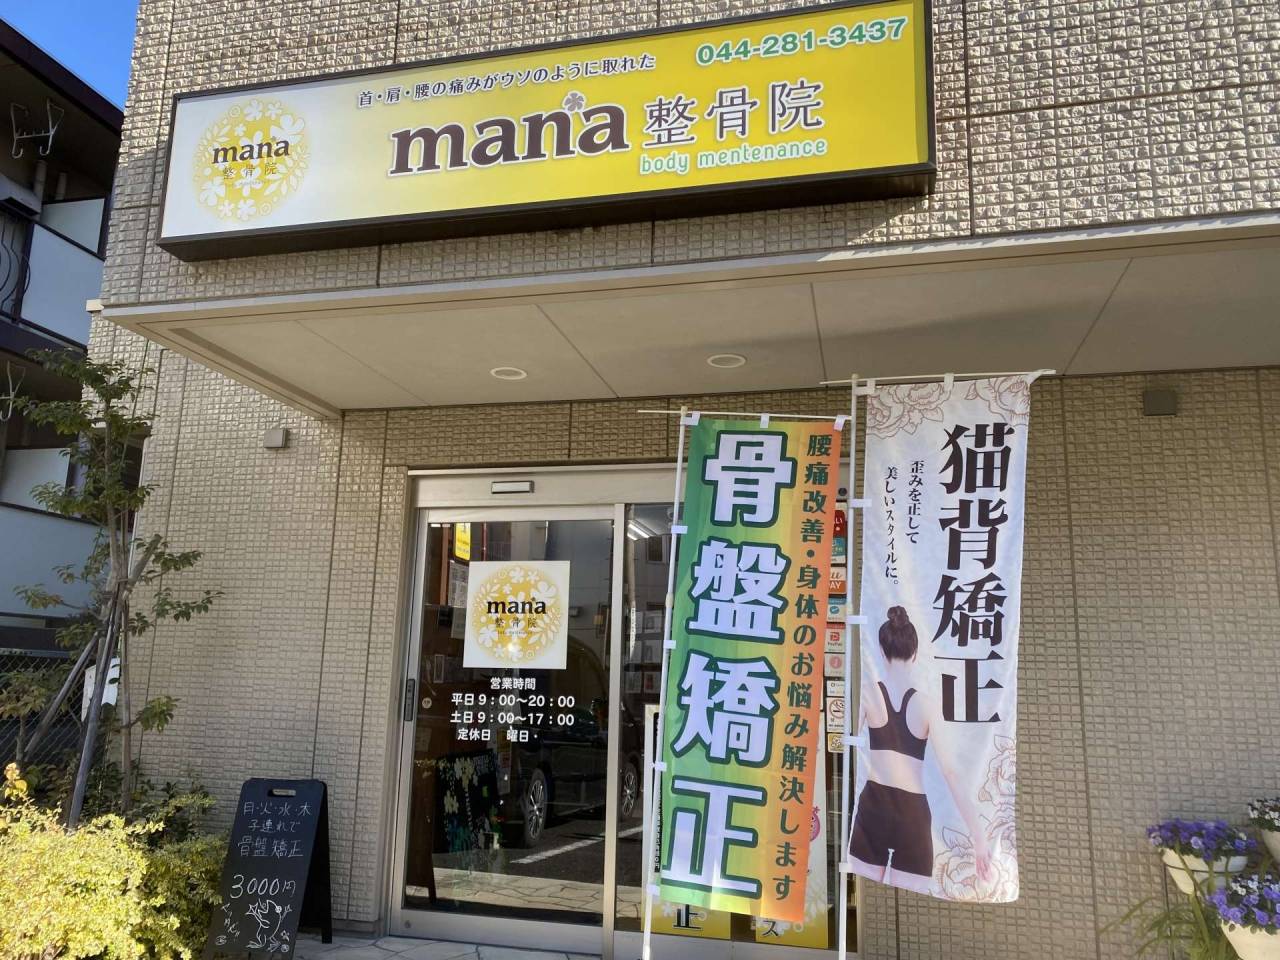 首・肩・腰の痛みがウソのように取れた
044-281-3437
mana 整骨院
body mentenance
mana
整骨院
mana
整骨院
営業時間
平日9：00〜20：00
土日9：00〜17：00
定休日　曜日・
腰痛改善・身体のお悩み解決します
骨盤矯正
猫背矯正
歪みを正して
美しいスタイルに。
月・火・水・木
子連れで
骨盤矯正
3000円
PayPay
正
ス